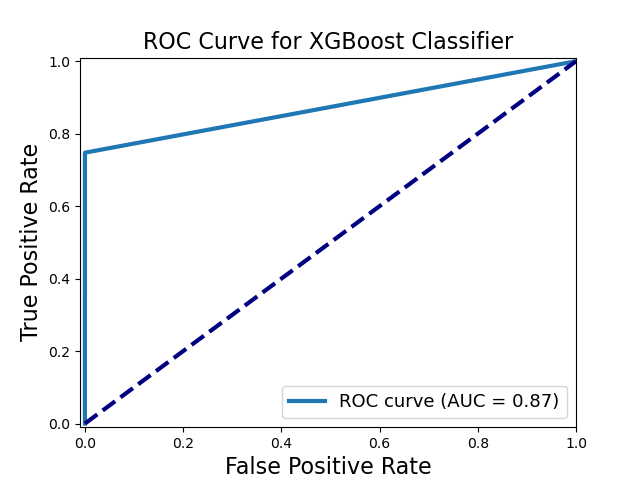 ROC Curve for XGBoost Classifier
1.0
0.8
0.6
0.4
0.2
0.0
True Positive Rate
ROC curve (AUC = 0.87)
0.0 0.2 0.4 0.6 0.8 1.0
False Positive Rate